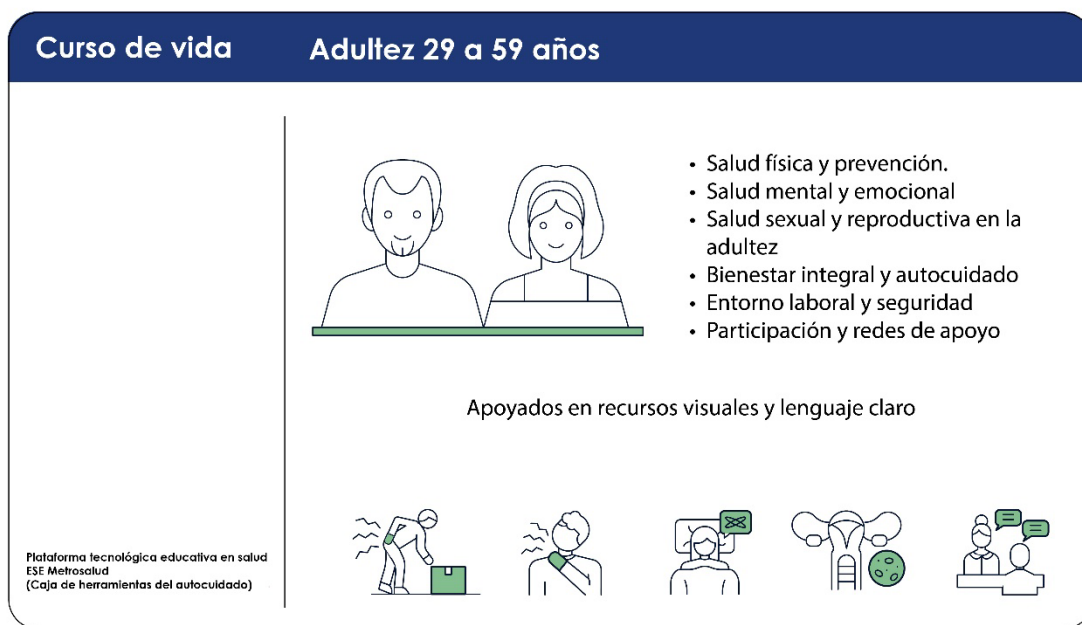 Curso de vida
Adultez 29 a 59 años
• Salud física y prevención.
• Salud mental y emocional
• Salud sexual y reproductiva en la
adultez
• Bienestar integral y autocuidado
• Entorno laboral y seguridad
• Participación y redes de apoyo
Apoyados en recursos visuales y lenguaje claro
Plataforma tecnológica educativa en salud
ESE Metrosalud
(Caja de herramientas del autocuidado)